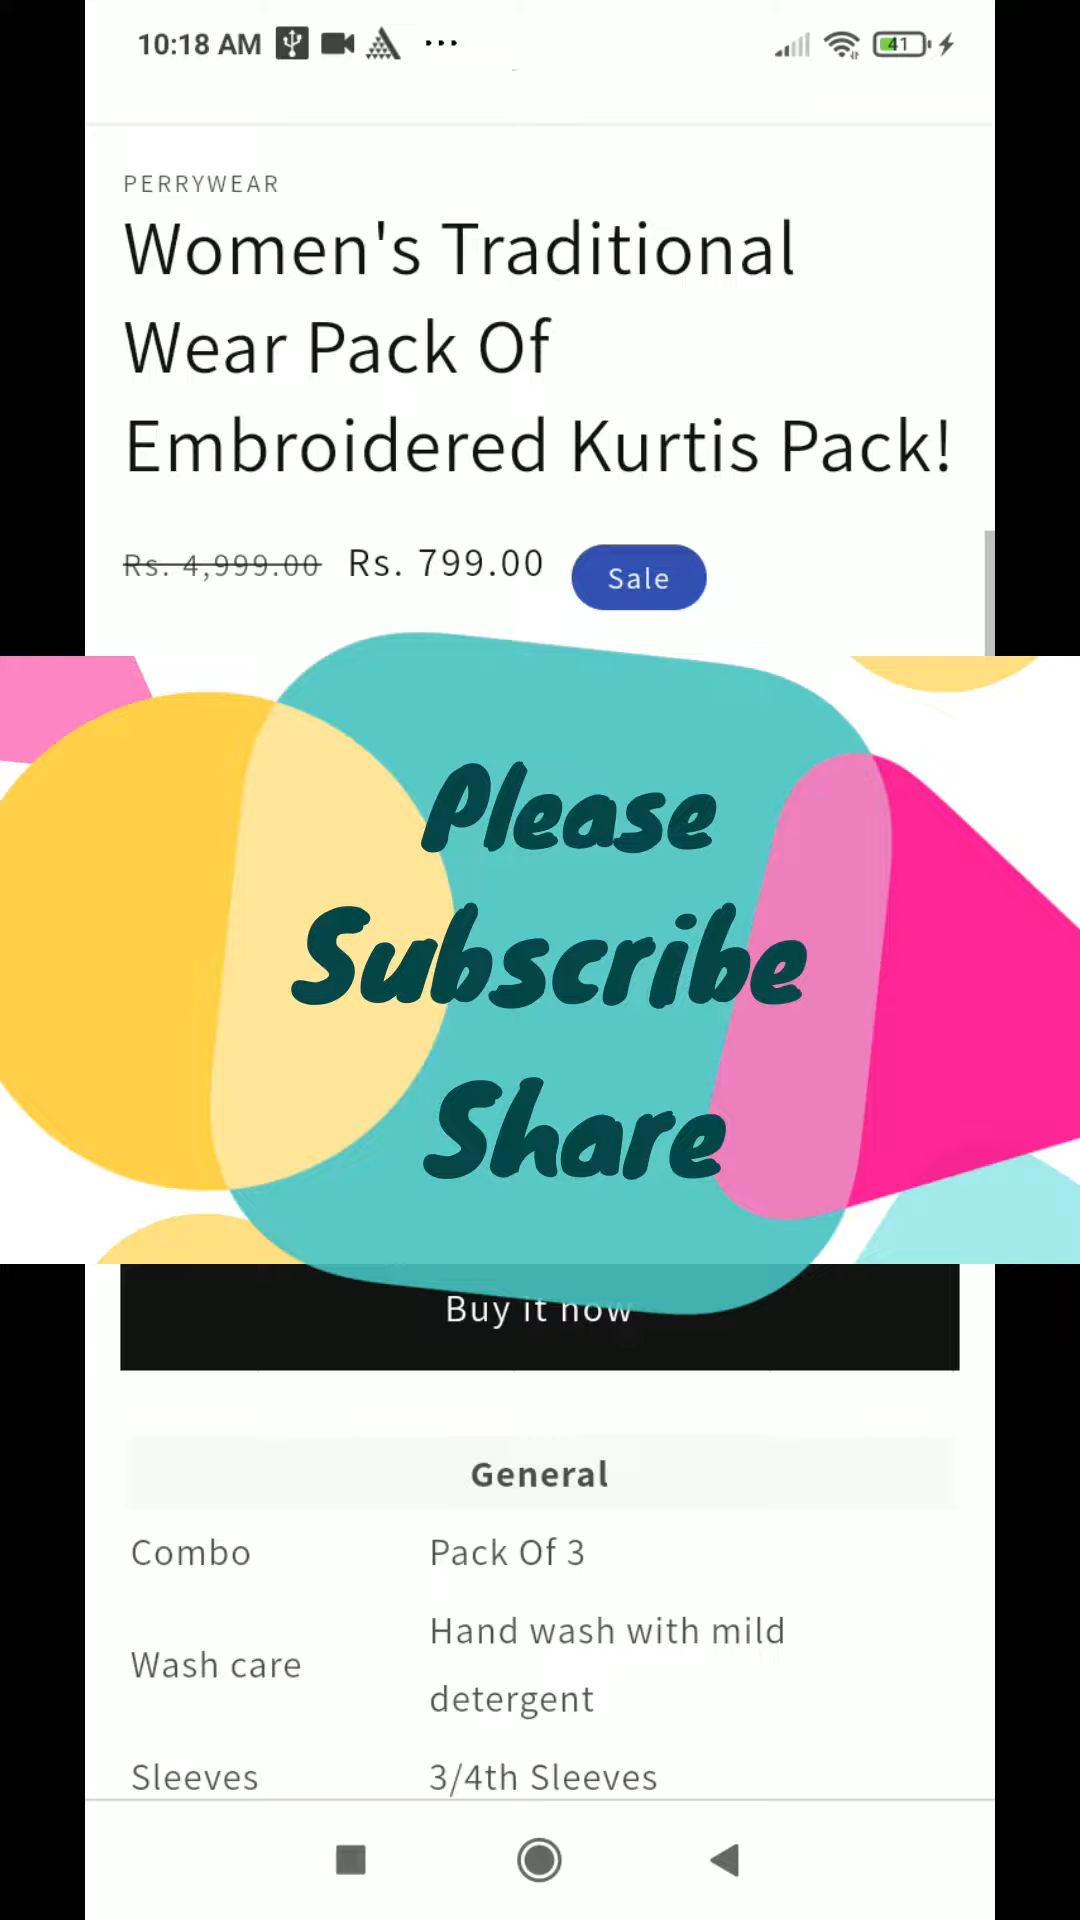 10:18 AM
41
PERRYWEAR
Women's Traditional
Wear Pack Of
Embroidered Kurtis Pack!
Rs. 4,999.00 Rs. 799.00 Sale
Please
Subscribe
Share
Buy it now
General
Combo Pack Of 3
Wash care Hand wash with mild
detergent
Sleeves 3/4th Sleeves